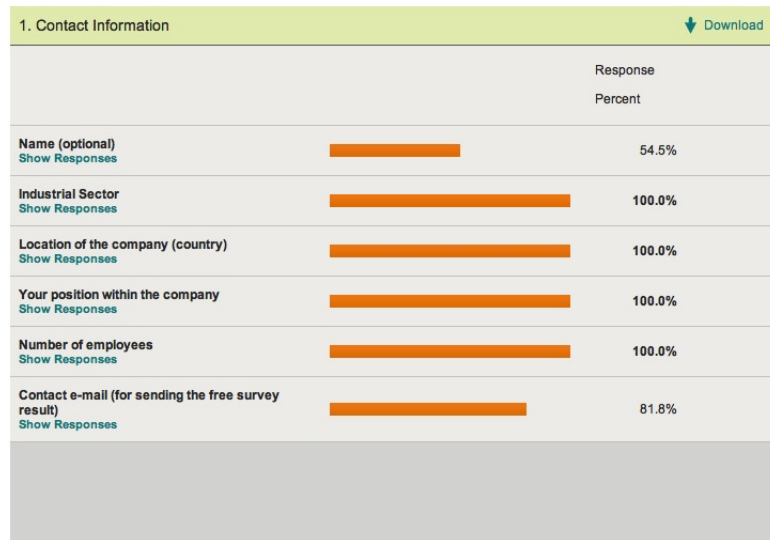 1. Contact Information Download
Response
Percent
Name (optional)
Show Responses
54.5%
Industrial Sector
Show Responses
100.0%
Location of the company (country)
Show Responses
100.0%
Your position within the company
Show Responses
100.0%
Number of employees
Show Responses
100.0%
Contact e-mail (for sending the free survey
result)
Show Responses
81.8%